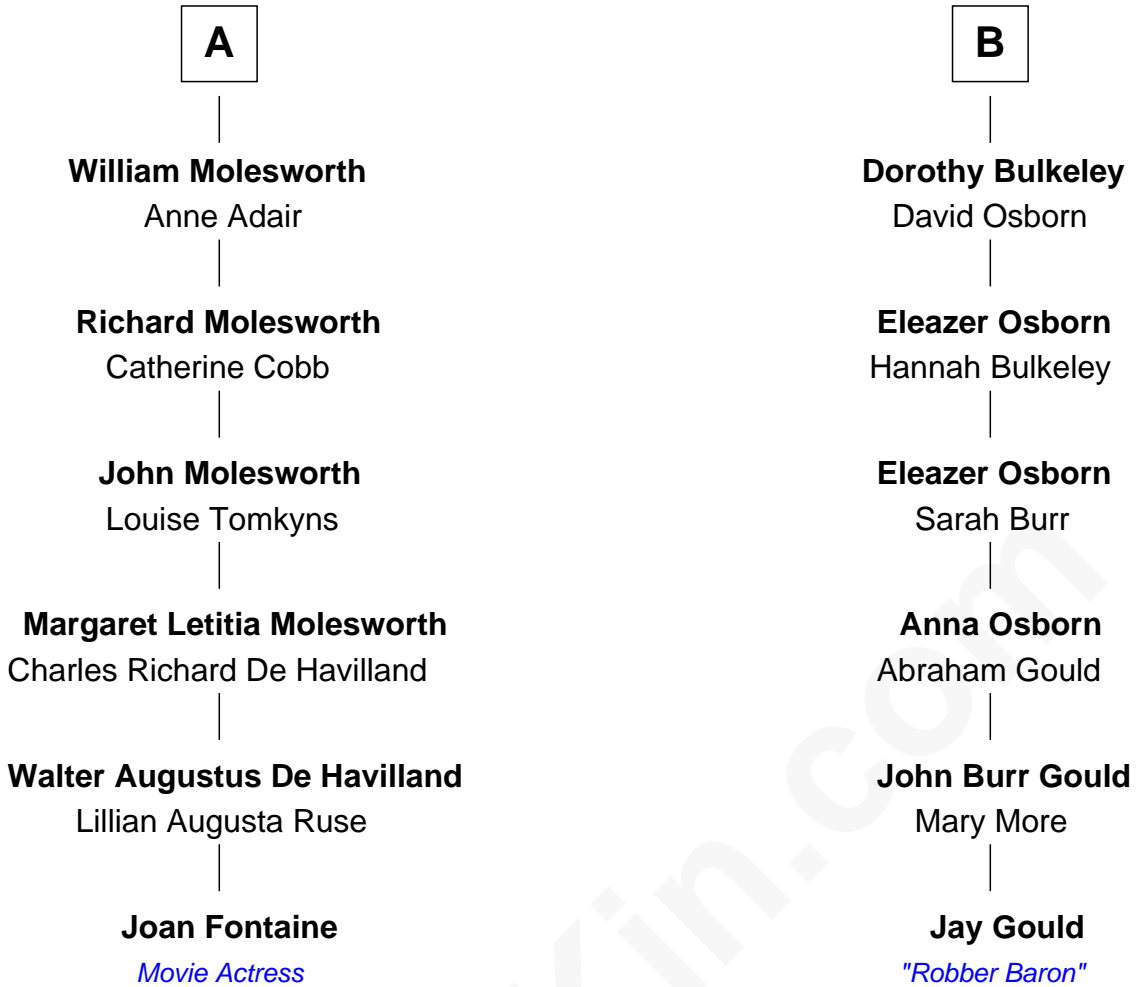 A
William Molesworth
Anne Adair
Richard Molesworth
Catherine Cobb
John Molesworth
Louise Tomkyns
Margaret Letitia Molesworth
Charles Richard De Havilland
Walter Augustus De Havilland
Lillian Augusta Ruse
Joan Fontaine
Movie Actress
B
Dorothy Bulkeley
David Osborn
Eleazer Osborn
Hannah Bulkeley
Eleazer Osborn
Sarah Burr
Anna Osborn
Abraham Gould
John Burr Gould
Mary More
Jay Gould
"Robber Baron"
Kin.com